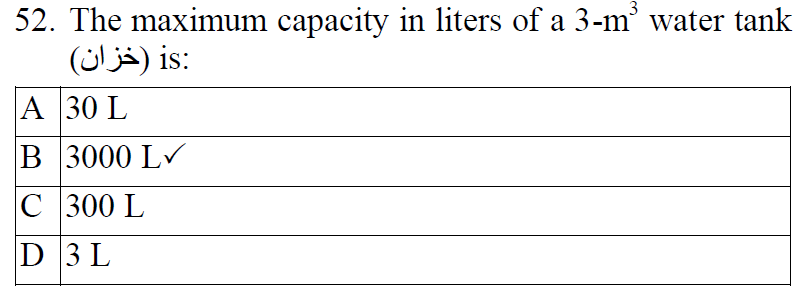 52. The maximum capacity in liters of a 3-m³ water tank
(خزان) is:
A 30 L
B 3000 L✓
C 300 L
D 3 L